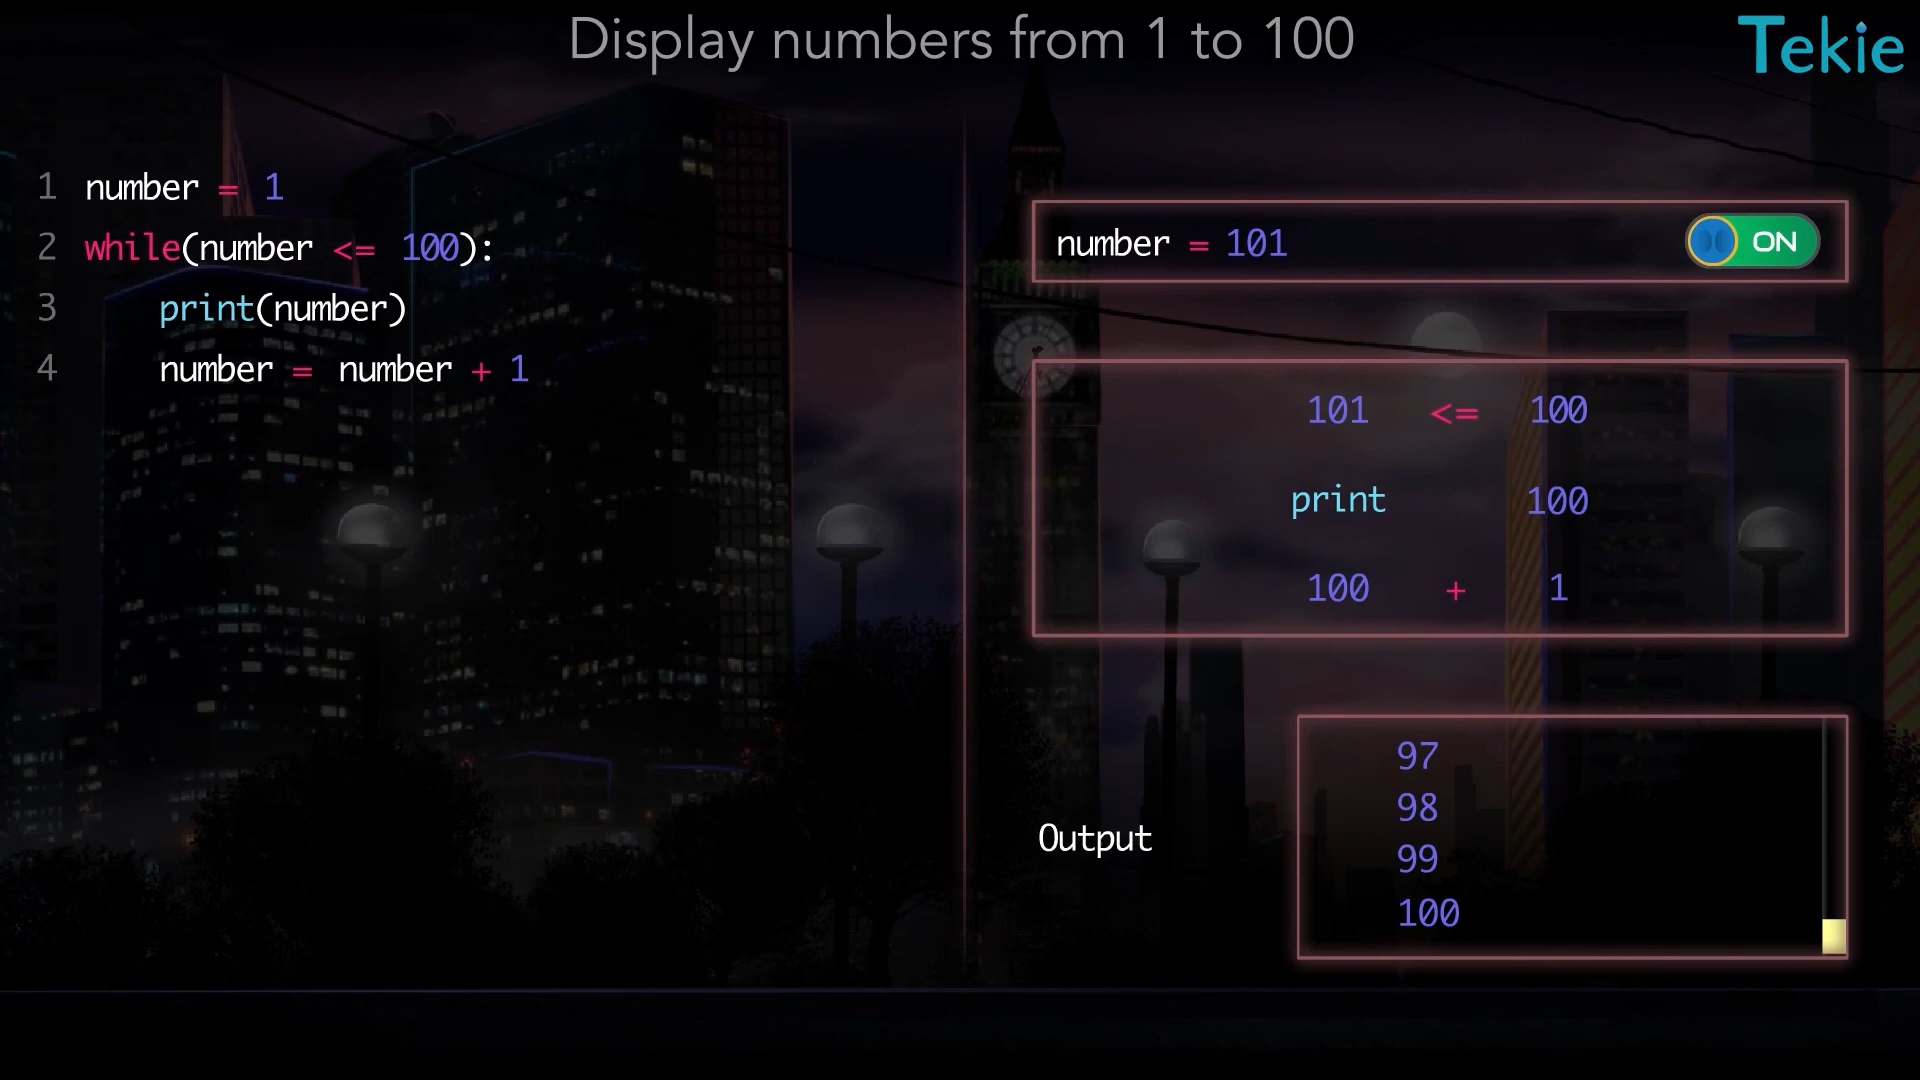 Display numbers from 1 to 100
Tekie
1 number = 1
2 while(number <= 100):
3 print(number)
4 number = number + 1
number = 101
ON
101 <= 100
print 100
100 + 1
Output
97
98
99
100